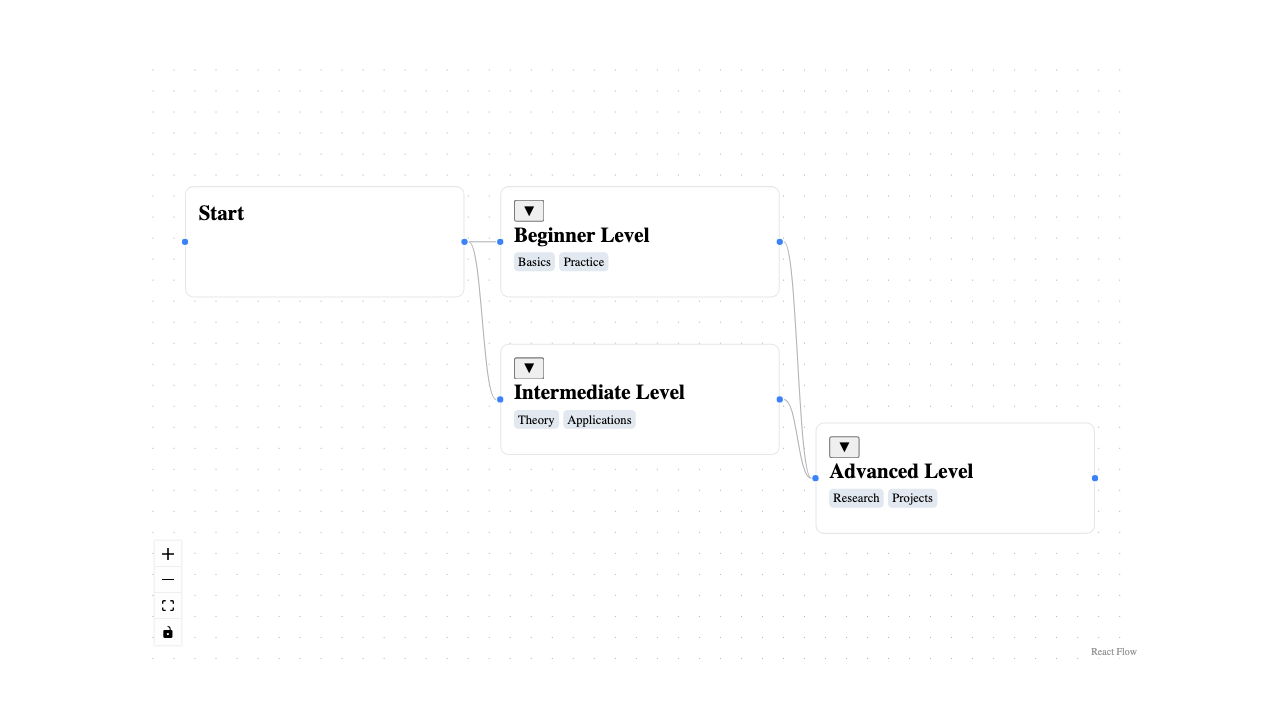 Start
▼
Beginner Level
Basics Practice
▼
Intermediate Level
Theory Applications
▼
Advanced Level
Research Projects
React Flow